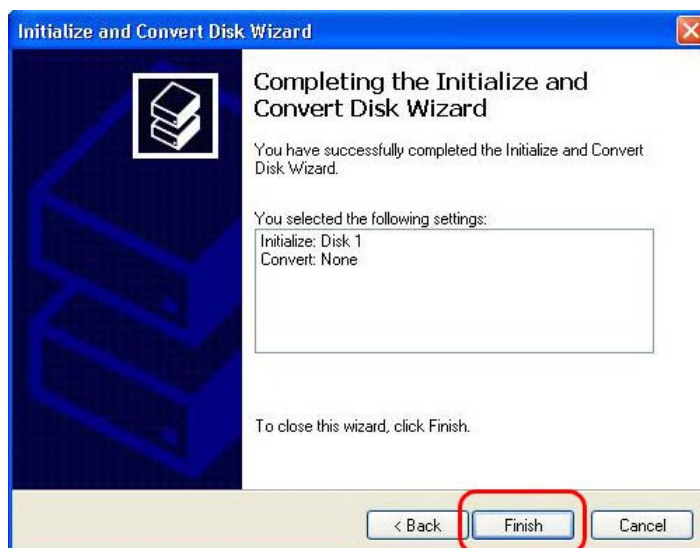 Initialize and Convert Disk Wizard
Completing the Initialize and
Convert Disk Wizard
You have successfully completed the Initialize and Convert
Disk Wizard.
You selected the following settings:
Initialize: Disk 1
Convert: None
To close this wizard, click Finish.
< Back
Finish
Cancel